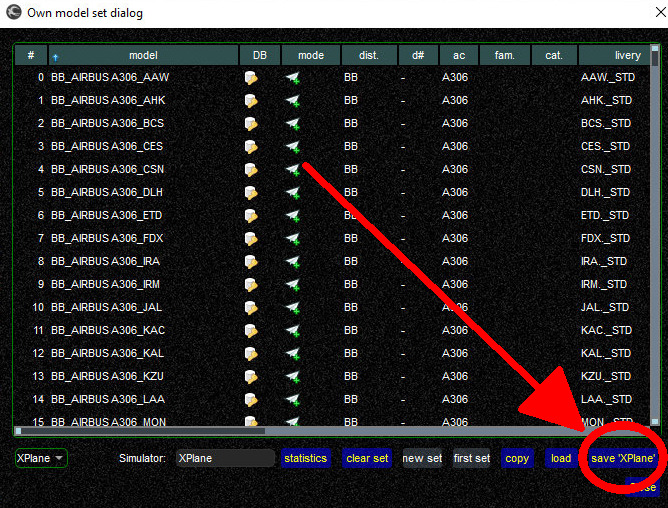 Own model set dialog
# model DB mode dist. d# ac fam. cat. livery
0 BB_AIRBUS A306_AAW BB - A306 AAW._STD
1 BB_AIRBUS A306_AHK BB - A306 AHK._STD
2 BB_AIRBUS A306_BCS BB - A306 BCS._STD
3 BB_AIRBUS A306_CES BB - A306 CES._STD
4 BB_AIRBUS A306_CSN BB - A306 CSN._STD
5 BB_AIRBUS A306_DLH BB - A306 DLH._STD
6 BB_AIRBUS A306_ETD BB - A306 ETD._STD
7 BB_AIRBUS A306_FDX BB - A306 FDX._STD
8 BB_AIRBUS A306_IRA BB - A306 IRA._STD
9 BB_AIRBUS A306_IRM BB - A306 IRM._STD
10 BB_AIRBUS A306_JAL BB - A306 JAL._STD
11 BB_AIRBUS A306_KAC BB - A306 KAC._STD
12 BB_AIRBUS A306_KAL BB - A306 KAL._STD
13 BB_AIRBUS A306_KZU BB - A306 KZU._STD
14 BB_AIRBUS A306_LAA BB - A306 LAA._STD
15 BB_AIRBUS A306_MON BB - A306 MON._STD
XPlane Simulator: XPlane statistics clear set new set first set copy load save 'XPlane'